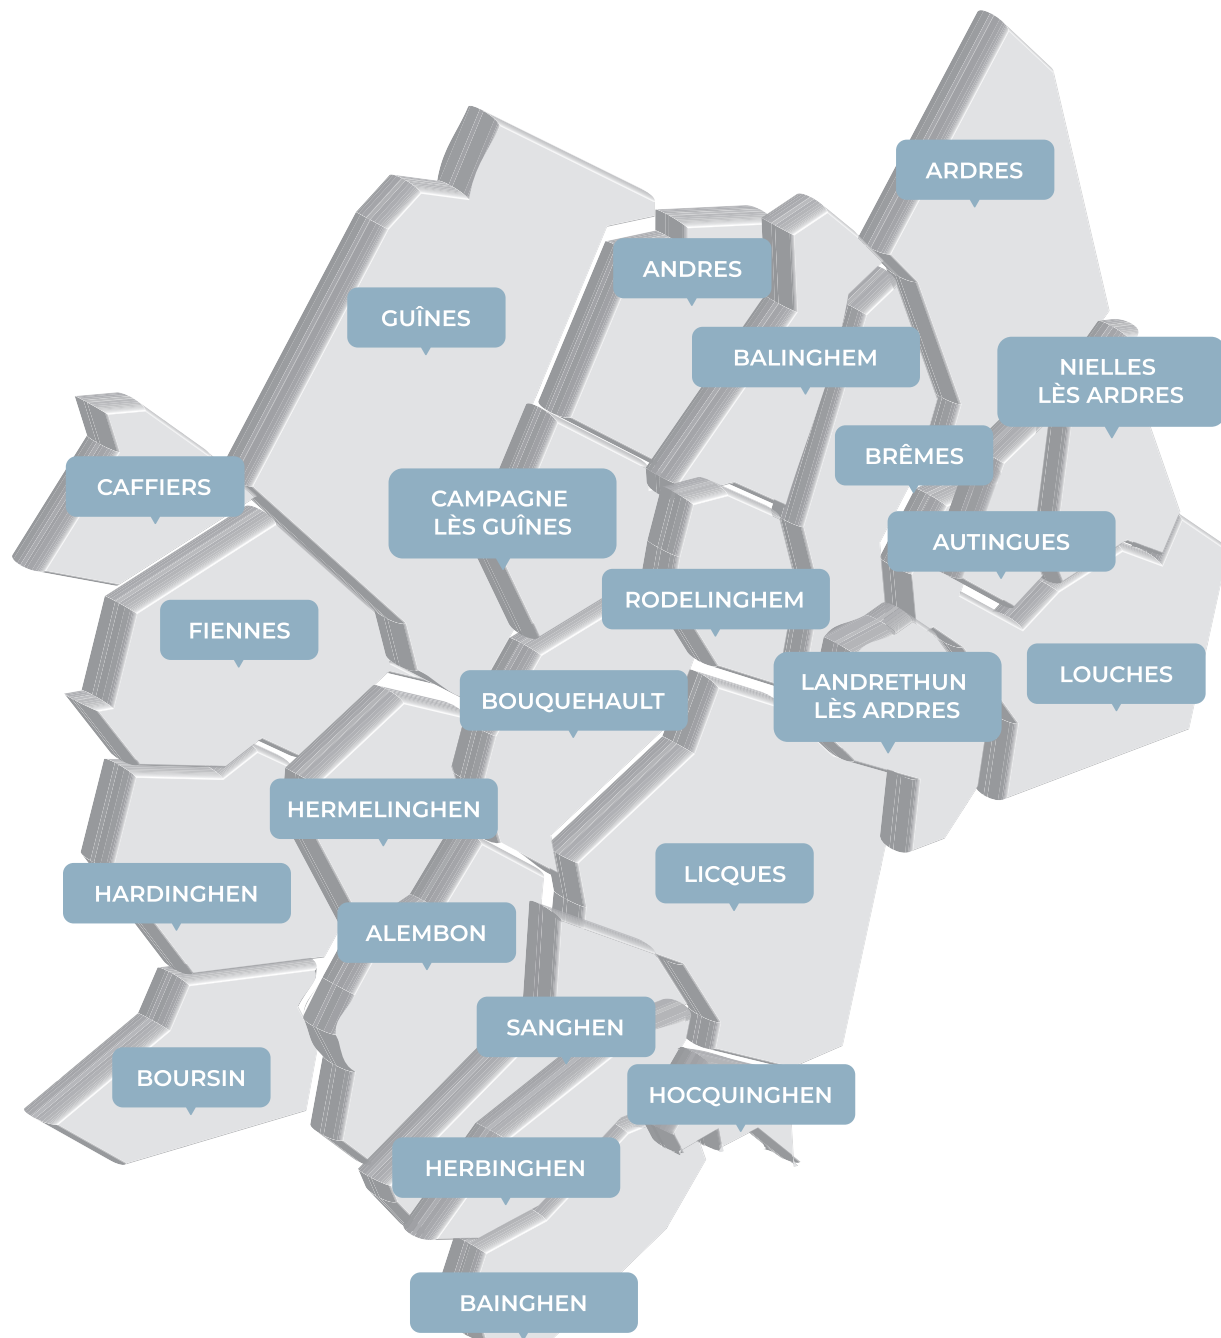 ARDRES
ANDRES
GUÎNES
BALINGHEM
NIELLES
LÈS ARDRES
BRÊMES
CAFFIERS
CAMPAGNE
LÈS GUÎNES
AUTINGUES
RODELINGHEM
FIENNES
LOUCHES
LANDRETHUN
LÈS ARDRES
BOUQUEHAULT
HERMELINGHEN
LICQUES
HARDINGHEN
ALEMBON
SANGHEN
BOURSIN
HOCQUINGHEN
HERBINGHEN
BAINGHEN